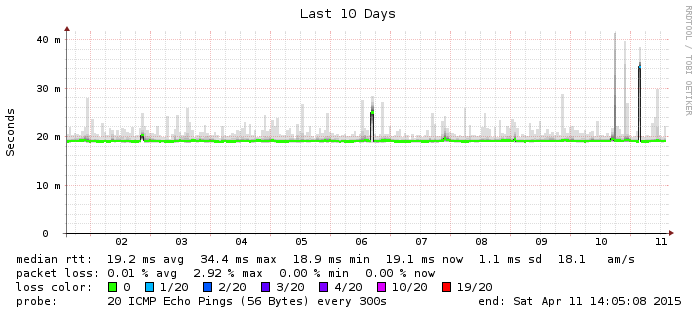 Last 10 Days
RRDTOOL / TOBI OETIKER
Seconds
40 m
30 m
20 m
10 m
0
02 03 04 05 06 07 08 09 10 11
median rtt: 19.2 ms avg 34.4 ms max 18.9 ms min 19.1 ms now 1.1 ms sd 18.1 am/s
packet loss: 0.01 % avg 2.92 % max 0.00 % min 0.00 % now
loss color: 0 1/20 2/20 3/20 4/20 10/20 19/20
probe: 20 ICMP Echo Pings (56 Bytes) every 300s end: Sat Apr 11 14:05:08 2015